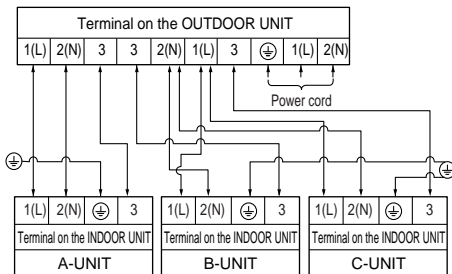 Terminal on the OUTDOOR UNIT
1(L) 2(N) 3 3 2(N) 1(L) 3 ⏚ 1(L) 2(N)
Power cord
1(L) 2(N) ⏚ 3 1(L) 2(N) ⏚ 3 1(L) 2(N) ⏚ 3
Terminal on the INDOOR UNIT Terminal on the INDOOR UNIT Terminal on the INDOOR UNIT
A-UNIT B-UNIT C-UNIT